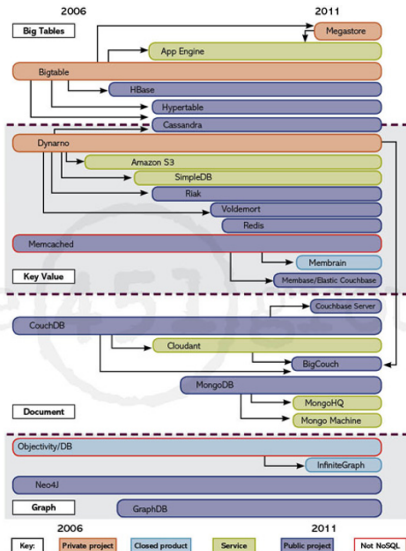 2006 2011
Big Tables
Megastore
App Engine
Bigtable
HBase
Hypertable
Cassandra
Dynarno
Amazon S3
SimpleDB
Riak
Voldemort
Redis
Memcached
Membrain
Key Value
Membase/Elastic Couchbase
Couchbase Server
CouchDB
Cloudant
BigCouch
MongoDB
MongoHQ
Document
Mongo Machine
Objectivity/DB
InfiniteGraph
Neo4J
Graph
GraphDB
2006 2011
Key: Private project Closed product Service Public project Not NoSQL